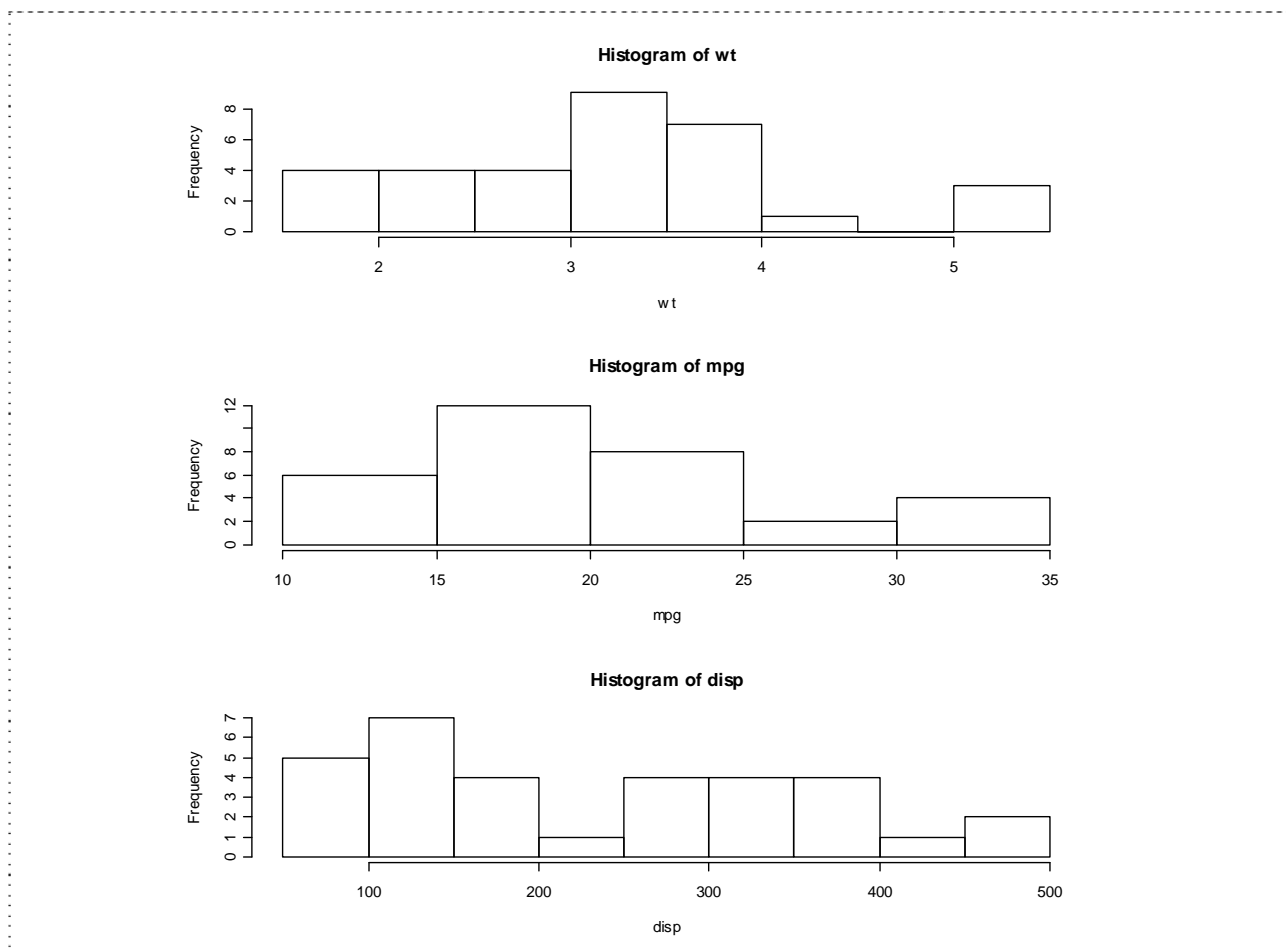 Histogram of wt
Frequency
0 2 4 6 8
2 3 4 5
wt
Histogram of mpg
Frequency
0 2 4 6 8 12
10 15 20 25 30 35
mpg
Histogram of disp
Frequency
0 1 2 3 4 5 6 7
100 200 300 400 500
disp